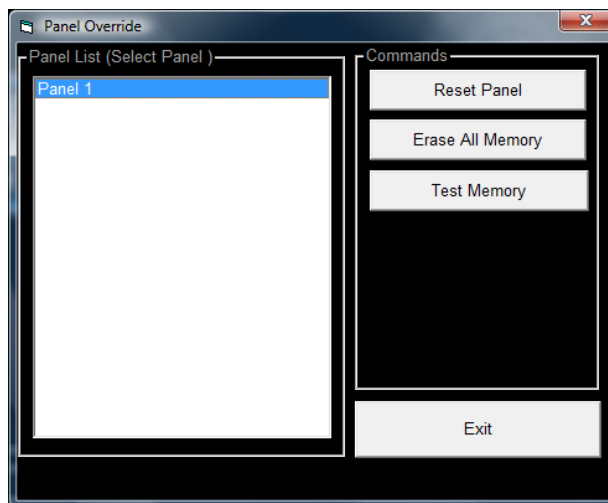 Panel Override
Panel List (Select Panel )
Panel 1
Commands
Reset Panel
Erase All Memory
Test Memory
Exit